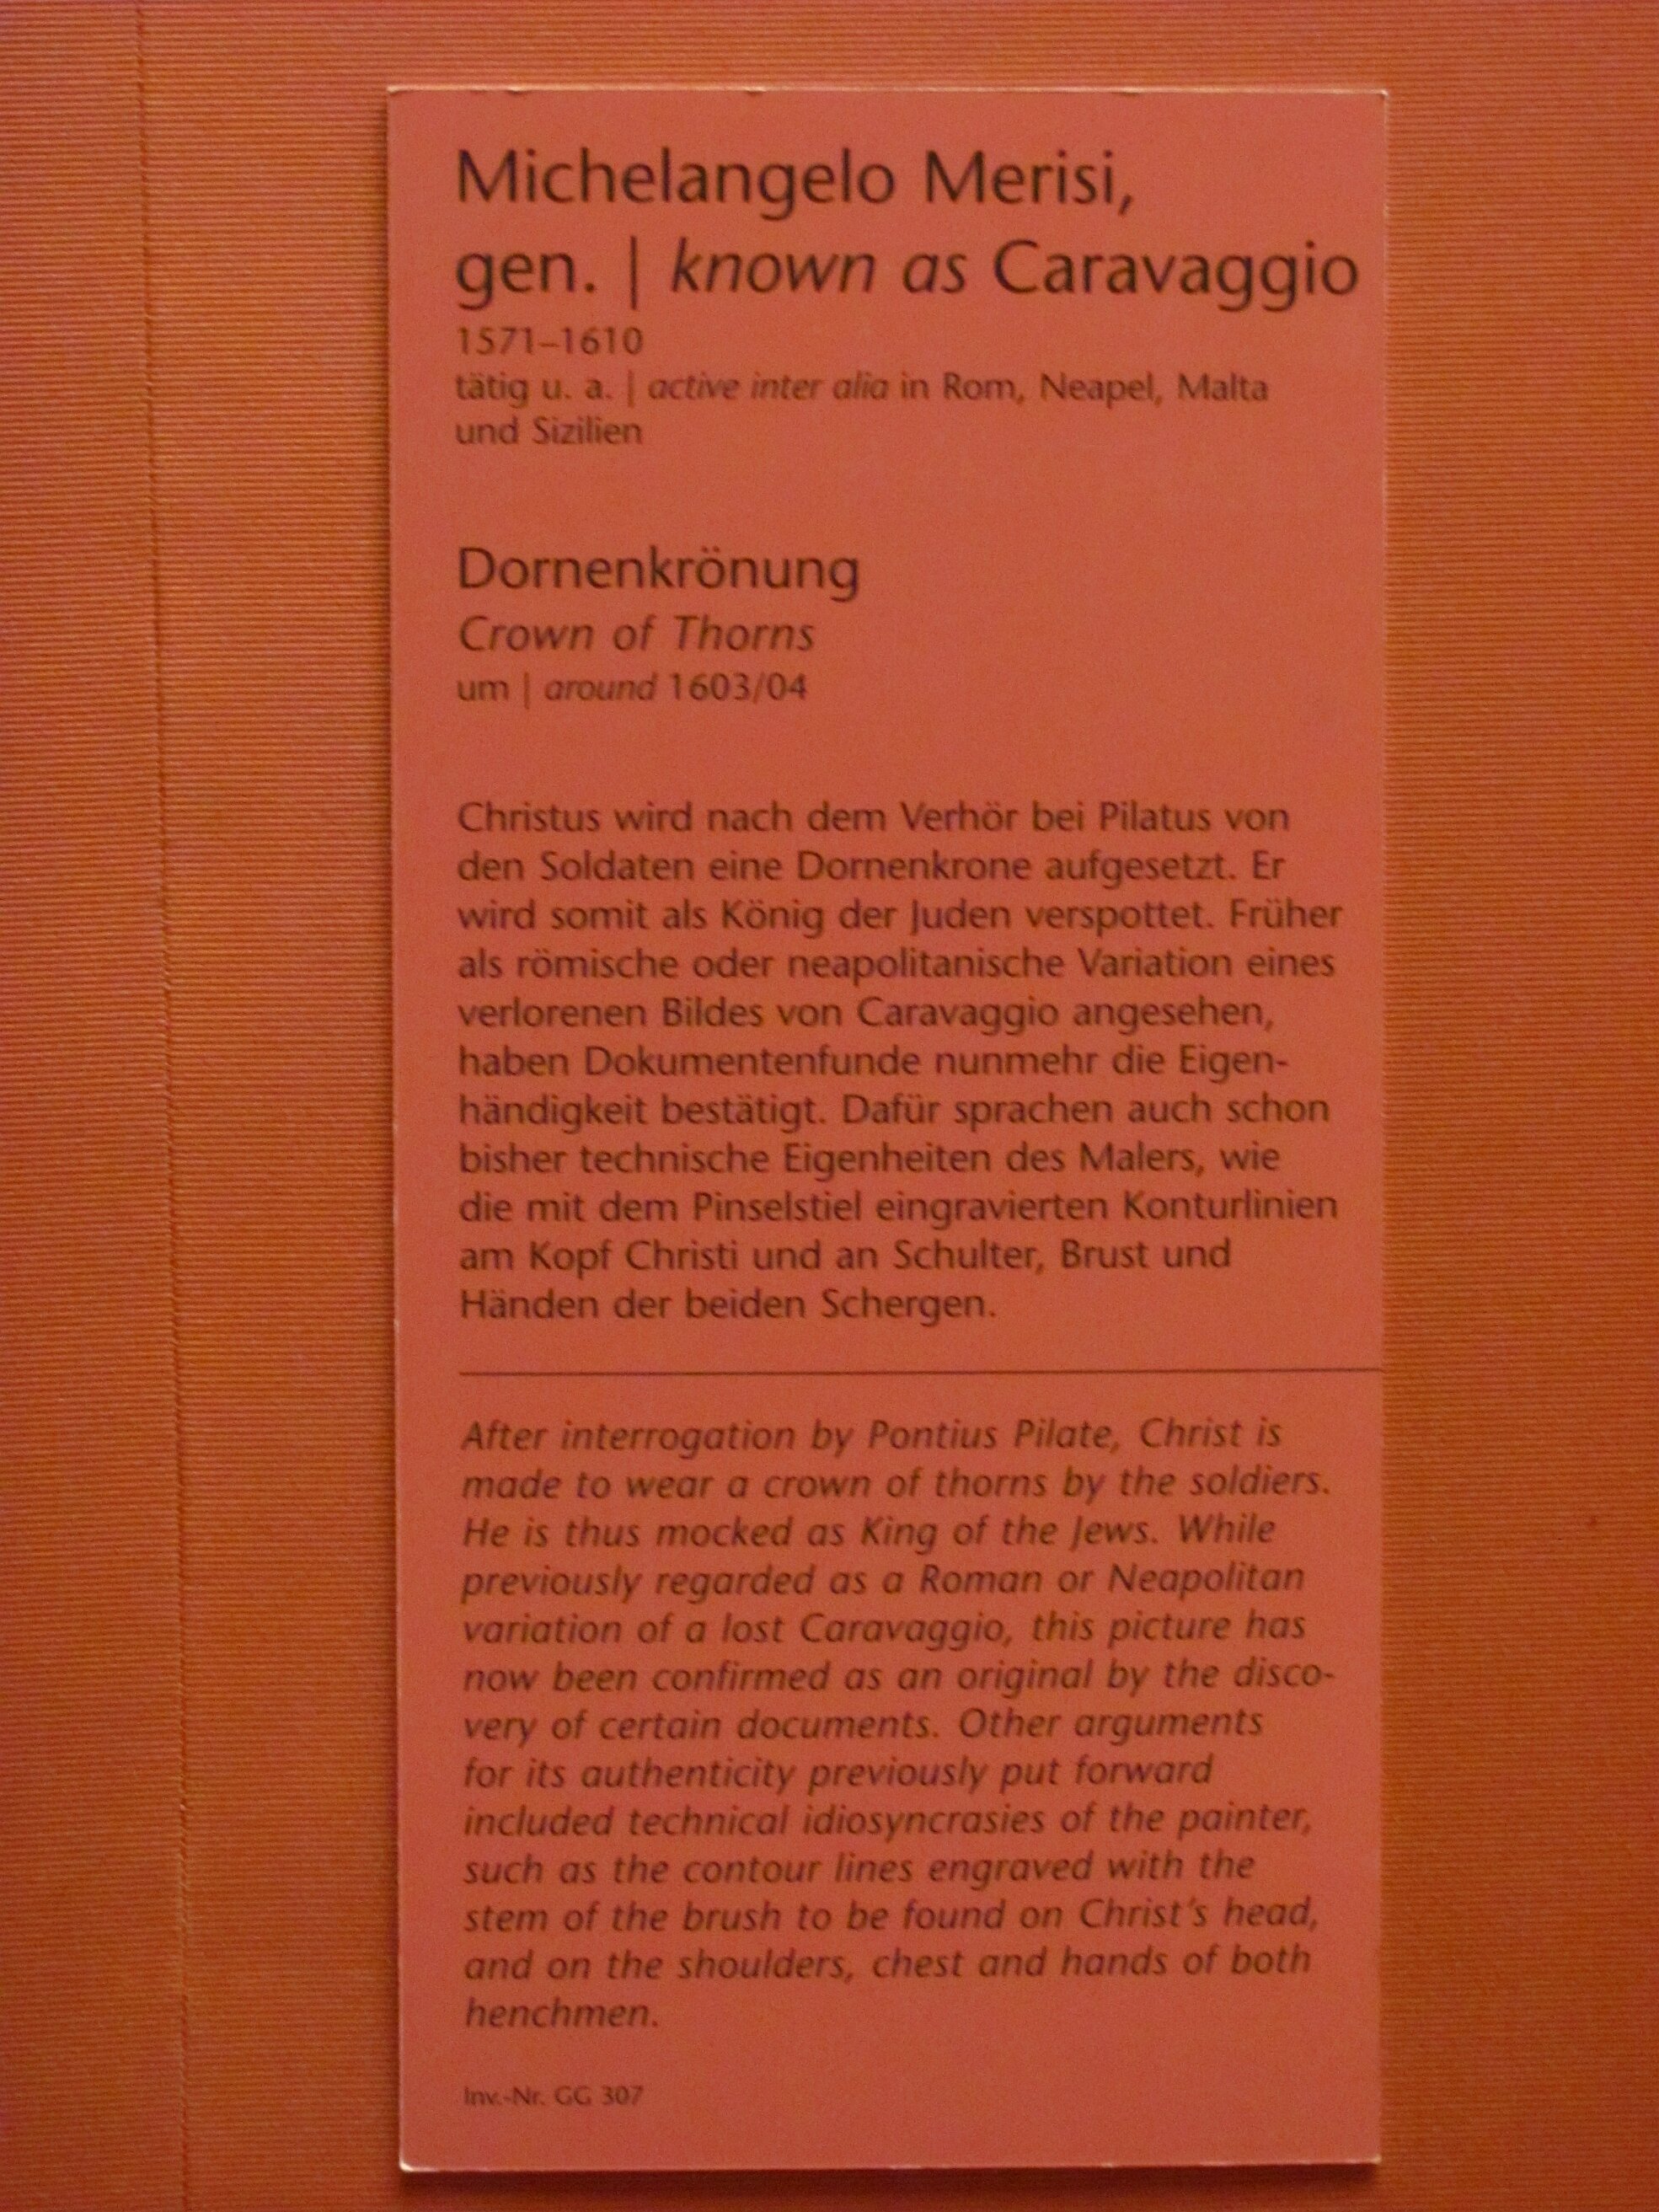 Michelangelo Merisi,
gen. | known as Caravaggio
1571–1610
tätig u. a. | active inter alia in Rom, Neapel, Malta
und Sizilien
Dornenkrönung
Crown of Thorns
um | around 1603/04
Christus wird nach dem Verhör bei Pilatus von
den Soldaten eine Dornenkrone aufgesetzt. Er
wird somit als König der Juden verspottet. Früher
als römische oder neapolitanische Variation eines
verlorenen Bildes von Caravaggio angesehen,
haben Dokumentenfunde nunmehr die Eigen-
händigkeit bestätigt. Dafür sprachen auch schon
bisher technische Eigenheiten des Malers, wie
die mit dem Pinselstiel eingravierten Konturlinien
am Kopf Christi und an Schulter, Brust und
Händen der beiden Schergen.
After interrogation by Pontius Pilate, Christ is
made to wear a crown of thorns by the soldiers.
He is thus mocked as King of the Jews. While
previously regarded as a Roman or Neapolitan
variation of a lost Caravaggio, this picture has
now been confirmed as an original by the disco-
very of certain documents. Other arguments
for its authenticity previously put forward
included technical idiosyncrasies of the painter,
such as the contour lines engraved with the
stem of the brush to be found on Christ's head,
and on the shoulders, chest and hands of both
henchmen.
Inv.-Nr. GG 307